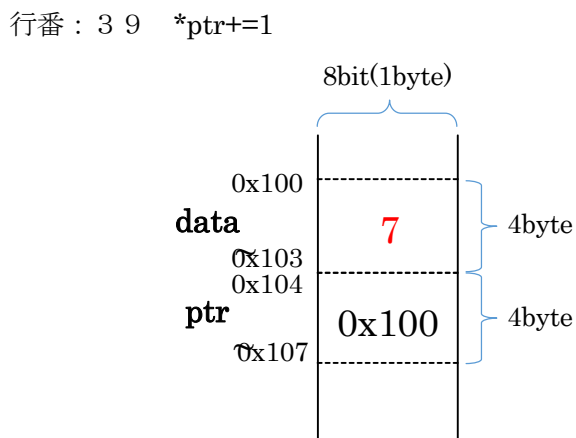 行番:39 *ptr+=1
8bit(1byte)
0x100
data
7
4byte
~
0x103
0x104
ptr
0x100
4byte
~
0x107